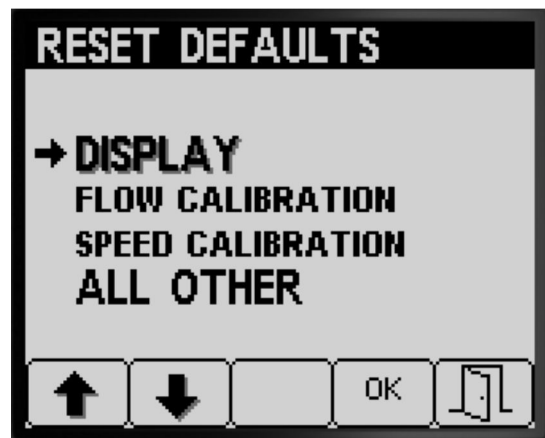 RESET DEFAULTS
DISPLAY
FLOW CALIBRATION
SPEED CALIBRATION
ALL OTHER
OK